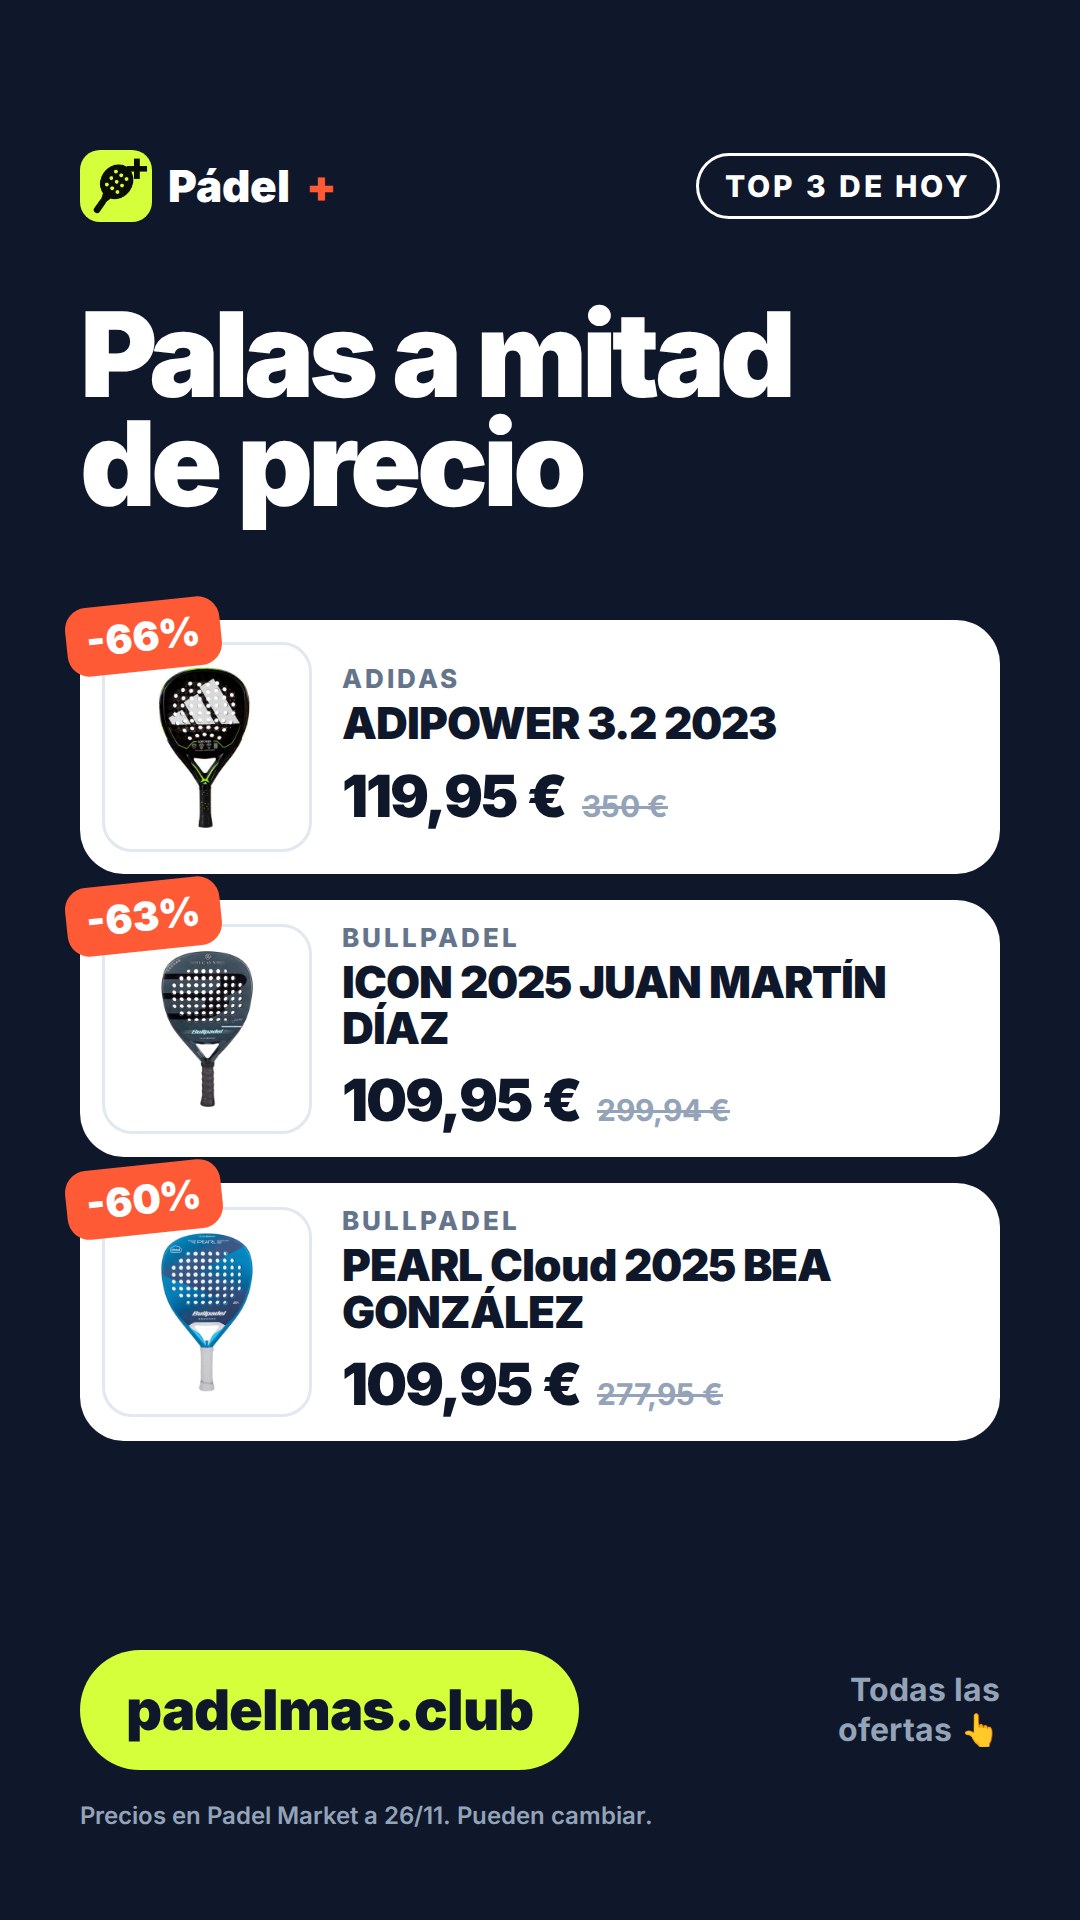 Pádel +
TOP 3 DE HOY
Palas a mitad
de precio
-66%
ADIDAS
ADIPOWER 3.2 2023
119,95 € 350 €
-63%
BULLPADEL
ICON 2025 JUAN MARTÍN
DÍAZ
109,95 € 299,94 €
-60%
BULLPADEL
PEARL Cloud 2025 BEA
GONZÁLEZ
109,95 € 277,95 €
padelmas.club
Todas las
ofertas 👆
Precios en Padel Market a 26/11. Pueden cambiar.